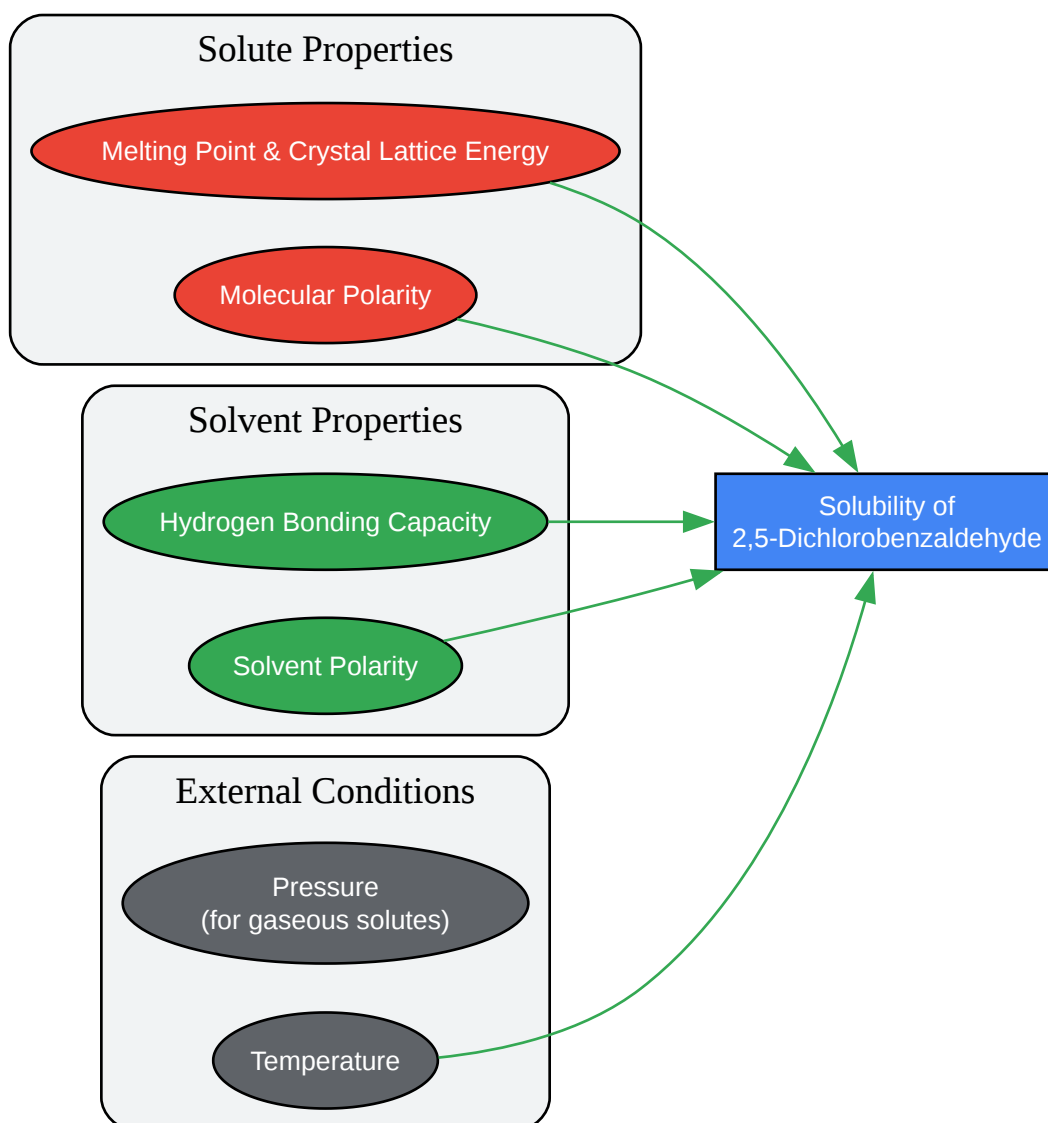 Solute Properties
Melting Point & Crystal Lattice Energy
Molecular Polarity
Solvent Properties
Hydrogen Bonding Capacity
Solvent Polarity
External Conditions
Pressure
(for gaseous solutes)
Temperature
Solubility of
2,5-Dichlorobenzaldehyde